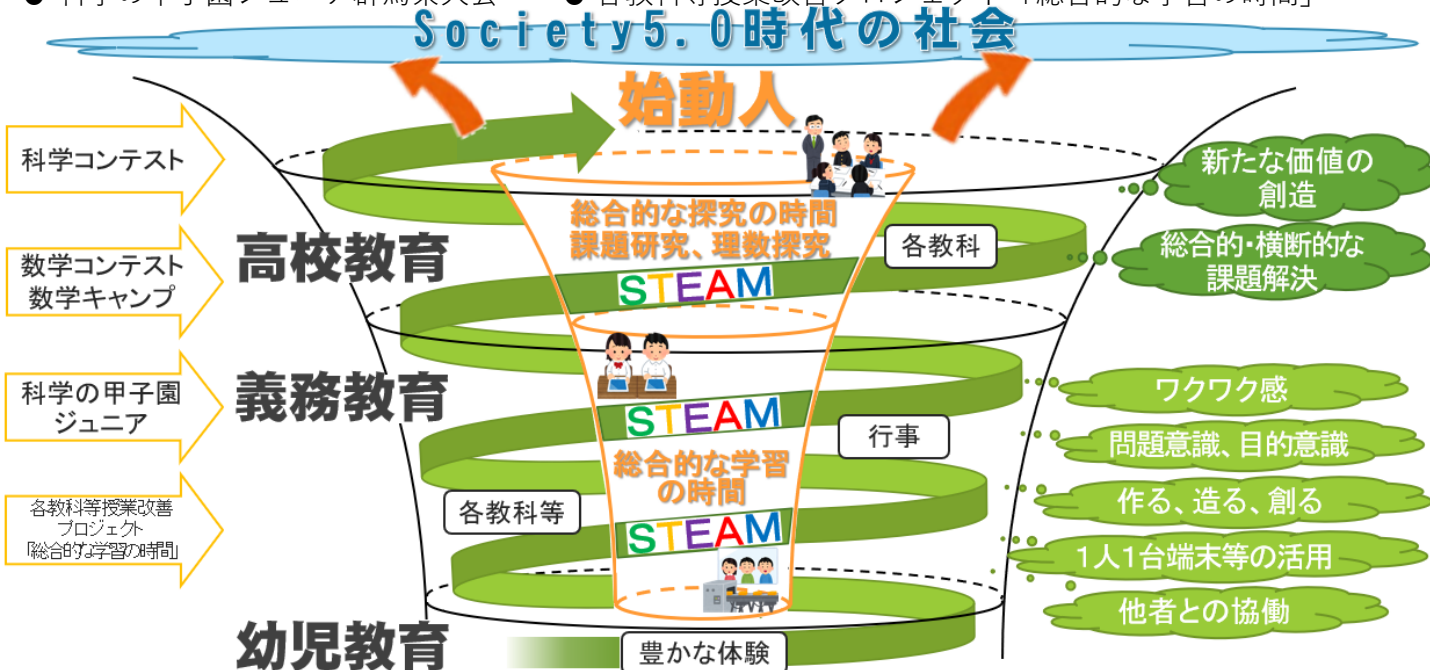 Society5.0時代の社会
始動人
科学コンテスト
新たな価値の
創造
総合的な探究の時間
課題研究、理数探究
高校教育
各教科
総合的・横断的な
課題解決
数学コンテスト
数学キャンプ
STEAM
科学の甲子園
ジュニア
義務教育
ワクワク感
STEAM
行事
問題意識、目的意識
総合的な学習
の時間
作る、造る、創る
各教科等
各教科等授業改善
プロジェクト
「総合的な学習の時間」
STEAM
1人1台端末等の活用
他者との協働
幼児教育
豊かな体験